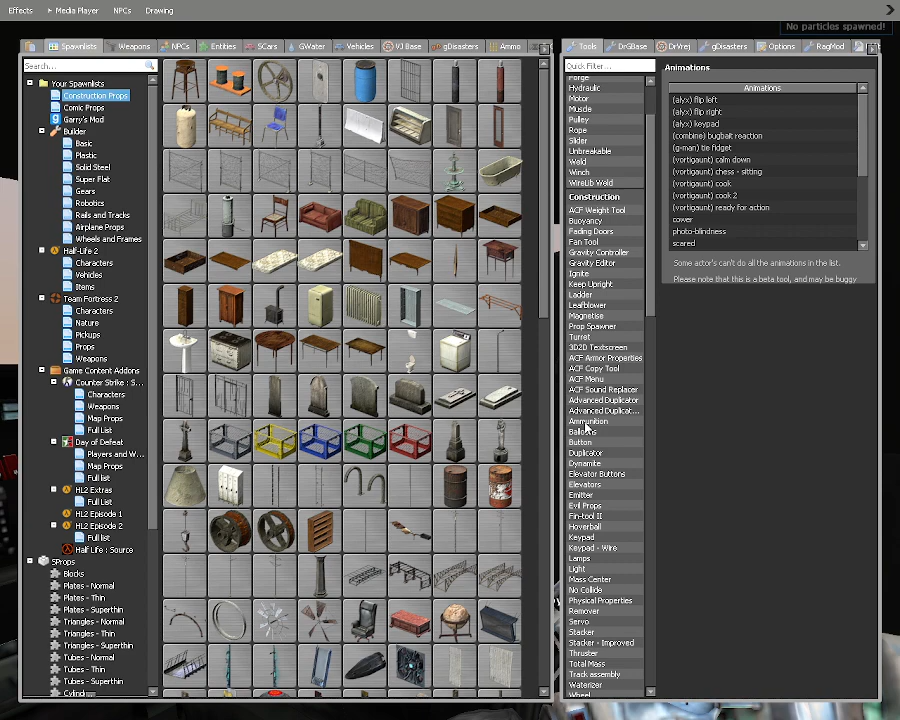 Effects
Media Player
NPCs
Drawing
No particles spawned!
Spawnlists
Weapons
NPCs
Entities
SCars
GWater
Vehicles
VJ Base
gDisasters
Ammo
Search...
Your Spawnlists
Construction Props
Comic Props
Garry's Mod
Builder
Basic
Plastic
Solid Steel
Super Flat
Gears
Robotics
Rails and Tracks
Airplane Props
Wheels and Frames
Half-Life 2
Characters
Vehicles
Items
Team Fortress 2
Characters
Nature
Pickups
Props
Weapons
Game Content Addons
Counter Strike : S...
Characters
Weapons
Map Props
Full List
Day of Defeat
Players and W...
Map Props
Full list
HL2 Extras
Full List
HL2 Episode 1
HL2 Episode 2
Full list
Half Life : Source
SProps
Blocks
Plates - Normal
Plates - Thin
Plates - Superthin
Triangles - Normal
Triangles - Thin
Triangles - Superthin
Tubes - Normal
Tubes - Thin
Tubes - Superthin
Tools
DrGBase
DrVrej
gDisasters
Options
RagMod
Quick Filter...
Forge
Hydraulic
Motor
Muscle
Pulley
Rope
Slider
Unbreakable
Weld
Winch
WireLib Weld
Construction
ACF Weight Tool
Buoyancy
Fading Doors
Fan Tool
Gravity Controller
Gravity Editor
Ignite
Keep Upright
Ladder
Leafblower
Magnetise
Prop Spawner
Turret
3D2D Textscreen
ACF Armor Properties
ACF Copy Tool
ACF Menu
ACF Sound Replacer
Advanced Duplicator
Advanced Duplicat...
Ammunition
Balloons
Button
Duplicator
Dynamite
Elevator Buttons
Elevators
Emitter
Evil Props
Fin-tool II
Hoverball
Keypad
Keypad - Wire
Lamps
Light
Mass Center
No Collide
Physical Properties
Remover
Servo
Stacker
Stacker - Improved
Thruster
Total Mass
Track assembly
Waterizer
Wheel
Animations
Animations
(alyx) flip left
(alyx) flip right
(alyx) keypad
(combine) bugbait reaction
(g-man) tie fidget
(vortigaunt) calm down
(vortigaunt) chess - sitting
(vortigaunt) cook
(vortigaunt) cook 2
(vortigaunt) ready for action
cower
photo-blindness
scared
Some actor's can't do all the animations in the list.
Please note that this is a beta tool, and may be buggy